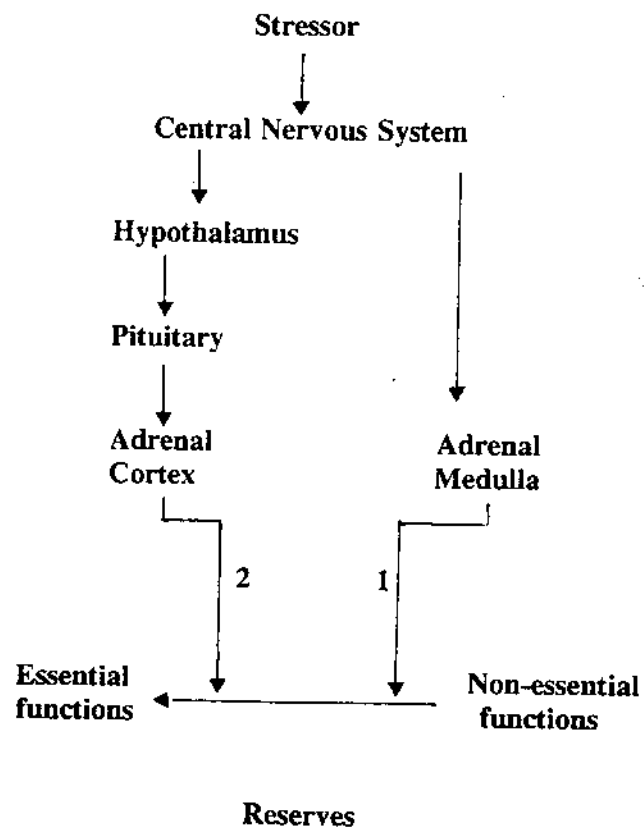 Stressor
Central Nervous System
Hypothalamus
Pituitary
Adrenal
Cortex
Adrenal
Medulla
2
1
Essential
functions
Non-essential
functions
Reserves